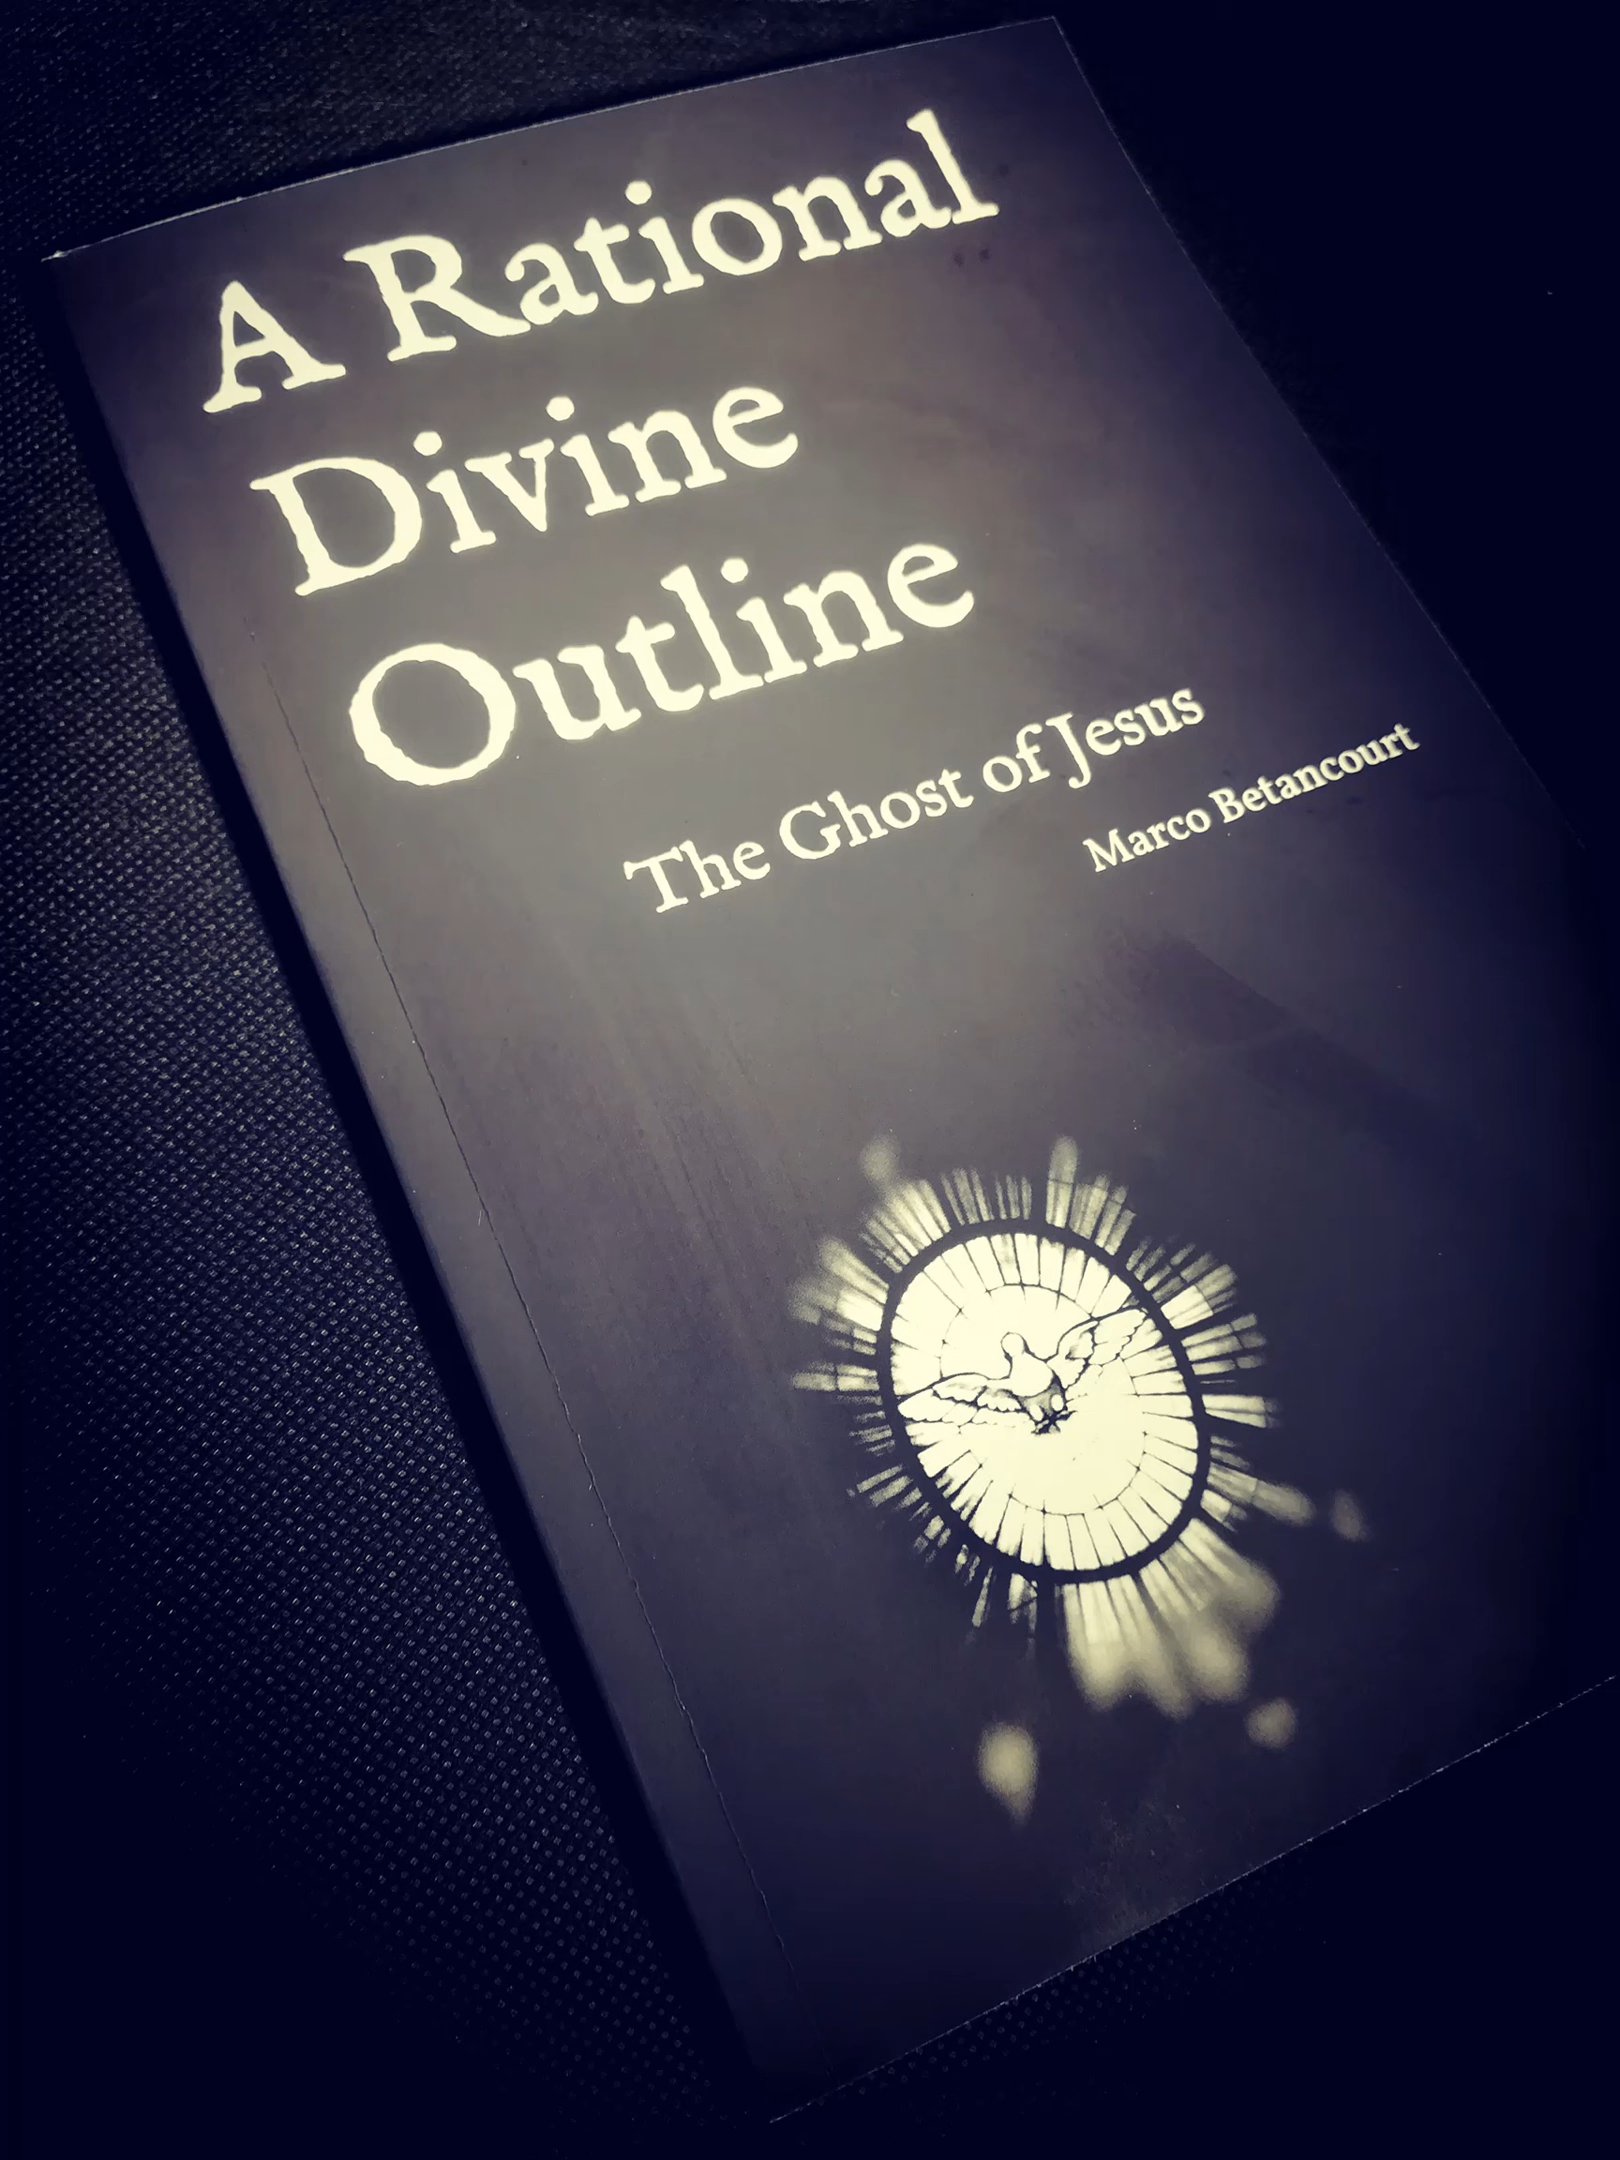 A Rational
Divine
Outline
The Ghost of Jesus
Marco Betancourt